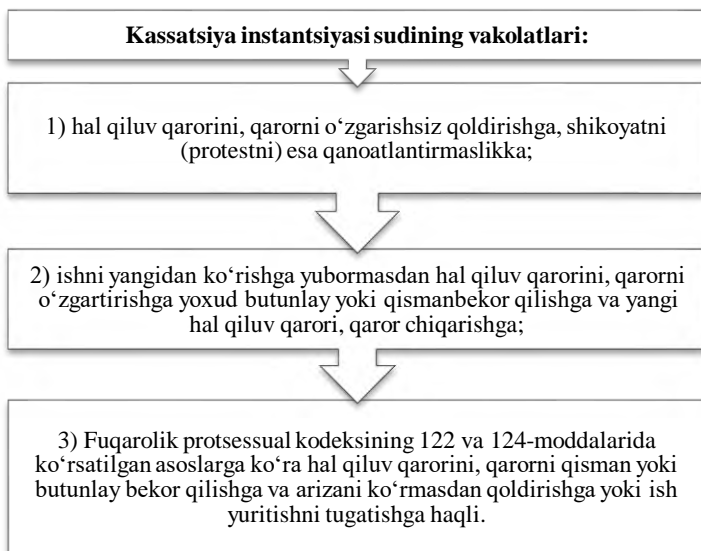 Kassatsiya instantsiyasi sudining vakolatlari:
1) hal qiluv qarorini, qarorni o‘zgarishsiz qoldirishga, shikoyatni
(protestni) esa qanoatlantirmaslikka;
2) ishni yangidan ko‘rishga yubormasdan hal qiluv qarorini, qarorni
o‘zgartirishga yoxud butunlay yoki qismanbekor qilishga va yangi
hal qiluv qarori, qaror chiqarishga;
3) Fuqarolik protsessual kodeksining 122 va 124-moddalarida
ko‘rsatilgan asoslarga ko‘ra hal qiluv qarorini, qarorni qisman yoki
butunlay bekor qilishga va arizani ko‘rmasdan qoldirishga yoki ish
yuritishni tugatishga haqli.